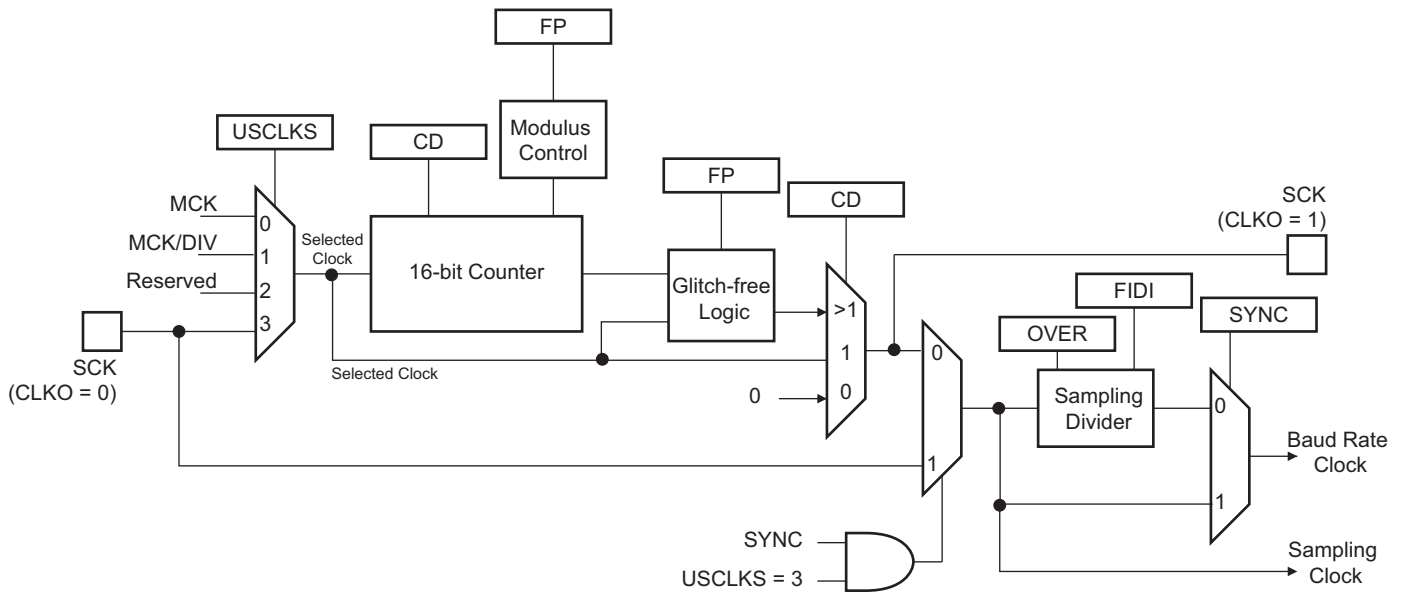 FP
USCLKS
CD
Modulus
Control
FP
CD
SCK
(CLKO = 1)
MCK
0
MCK/DIV
1
Reserved
2
3
Selected
Clock
16-bit Counter
Glitch-free
Logic
>1
1
0
0
Selected Clock
SCK
(CLKO = 0)
0
1
FIDI
OVER
SYNC
Sampling
Divider
0
1
Baud Rate
Clock
SYNC
USCLKS = 3
Sampling
Clock